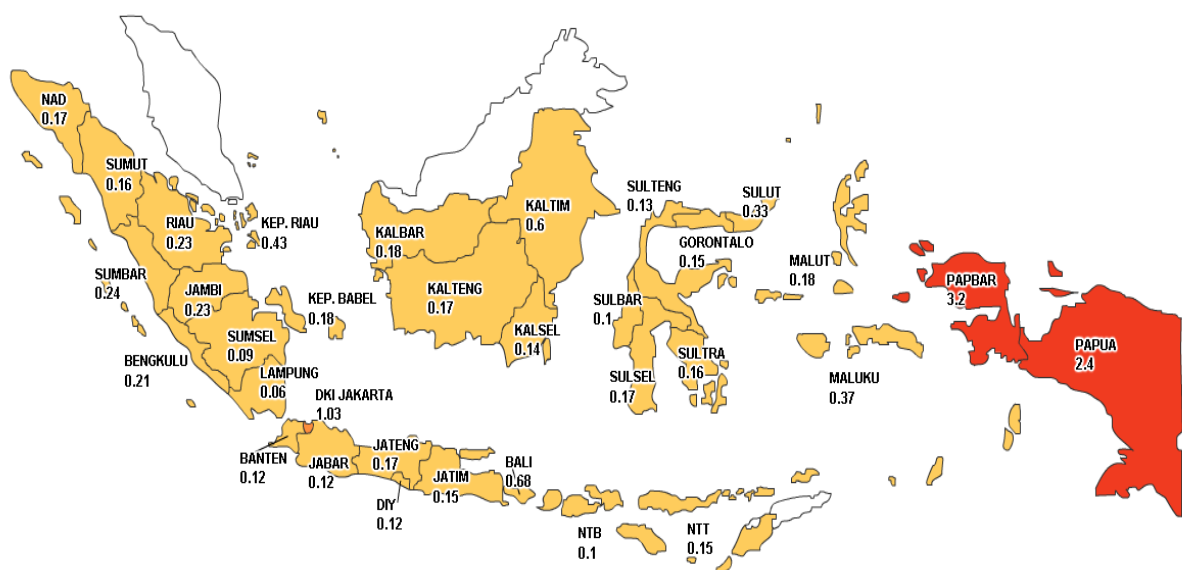 NAD
0.17
SUMUT
0.16
RIAU
0.23
KEP. RIAU
0.43
SUMBAR
0.24
JAMBI
0.23
KEP. BABEL
0.18
SUMSEL
0.09
BENGKULU
0.21
LAMPUNG
0.06
DKI JAKARTA
1.03
BANTEN
0.12
JABAR
0.12
JATENG
0.17
DIY
0.12
JATIM
0.15
BALI
0.68
NTB
0.1
NTT
0.15
KALBAR
0.18
KALTENG
0.17
KALTIM
0.6
KALSEL
0.14
SULTENG
0.13
SULUT
0.33
GORONTALO
0.15
SULBAR
0.1
SULSEL
0.17
SULTRA
0.16
MALUT
0.18
MALUKU
0.37
PAPBAR
3.2
PAPUA
2.4